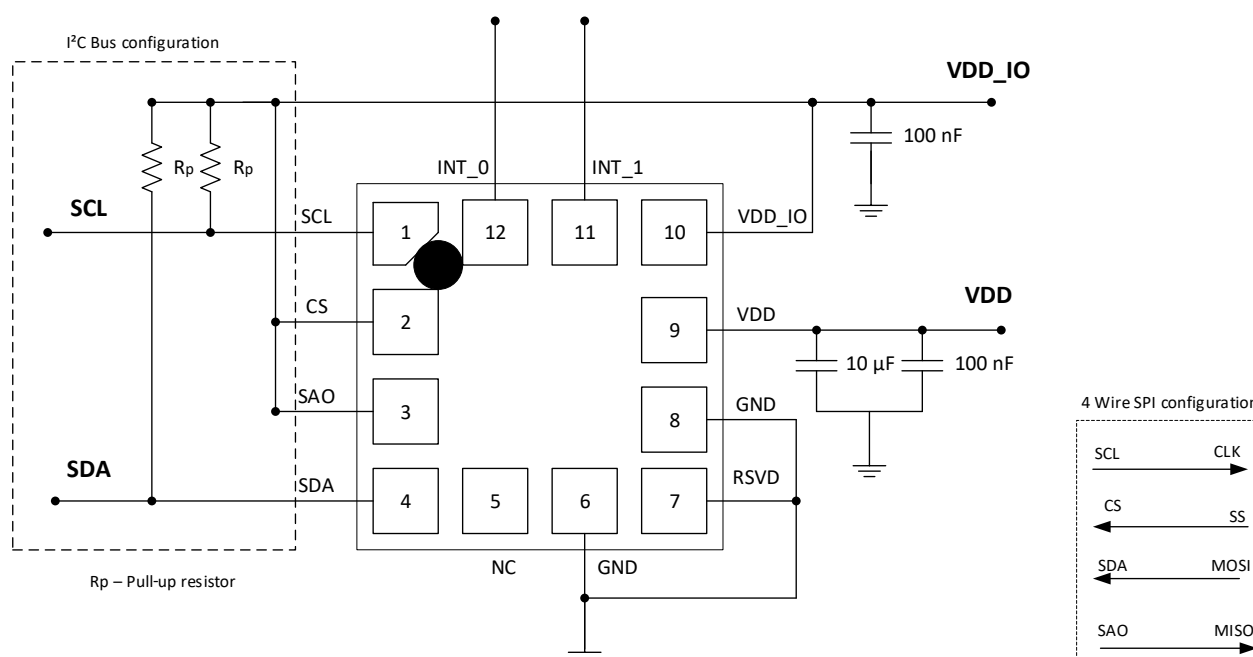 I²C Bus configuration
VDD_IO
100 nF
Rp
Rp
INT_0
INT_1
SCL
SCL
1
12
11
10
VDD_IO
CS
2
9
VDD
VDD
10 µF
100 nF
SAO
3
8
GND
SDA
SDA
4
5
6
7
RSVD
NC
GND
Rp – Pull-up resistor
4 Wire SPI configuration
SCL
CLK
CS
SS
SDA
MOSI
SAO
MISO